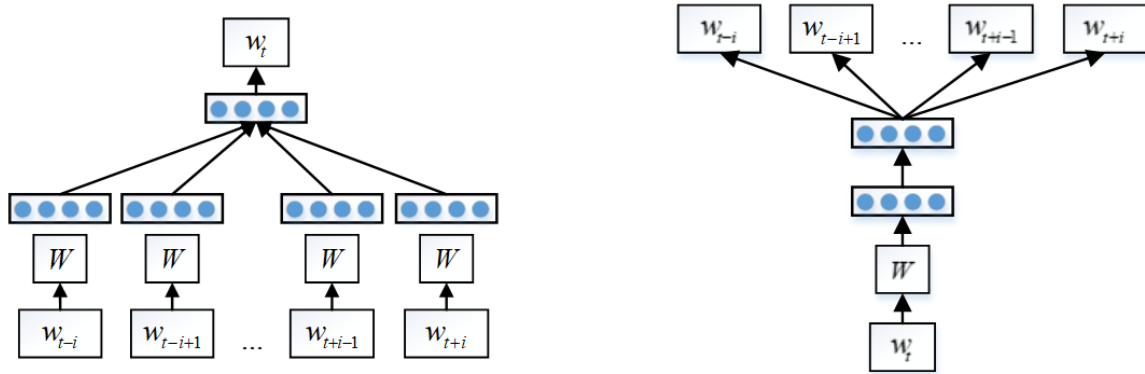 w_t
W W W W
w_{t-i} w_{t-i+1} ... w_{t+i-1} w_{t+i}
w_{t-i} w_{t-i+1} ... w_{t+i-1} w_{t+i}
W
w_t